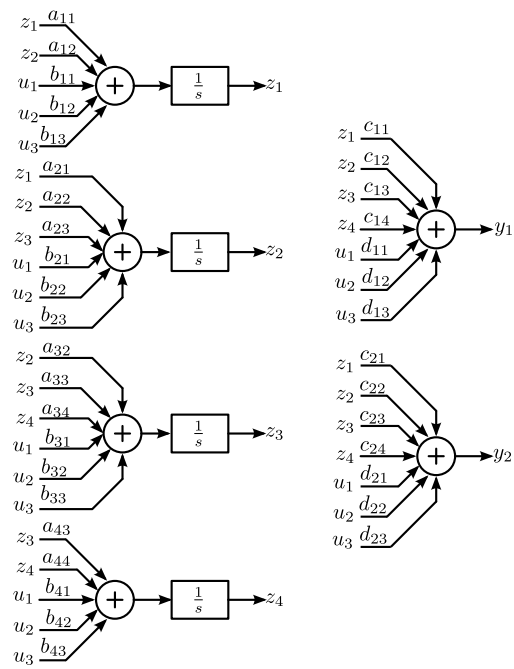 z₁ a₁₁
z₂ a₁₂
u₁ b₁₁ + 1/s z₁
u₂ b₁₂
u₃ b₁₃
z₁ a₂₁
z₂ a₂₂
z₃ a₂₃
+ 1/s z₂
u₁ b₂₁
u₂ b₂₂
u₃ b₂₃
z₂ a₃₂
z₃ a₃₃
z₄ a₃₄
+ 1/s z₃
u₁ b₃₁
u₂ b₃₂
u₃ b₃₃
z₃ a₄₃
z₄ a₄₄
u₁ b₄₁ + 1/s z₄
u₂ b₄₂
u₃ b₄₃
z₁ c₁₁
z₂ c₁₂
z₃ c₁₃
z₄ c₁₄ + y₁
u₁ d₁₁
u₂ d₁₂
u₃ d₁₃
z₁ c₂₁
z₂ c₂₂
z₃ c₂₃
z₄ c₂₄ + y₂
u₁ d₂₁
u₂ d₂₂
u₃ d₂₃